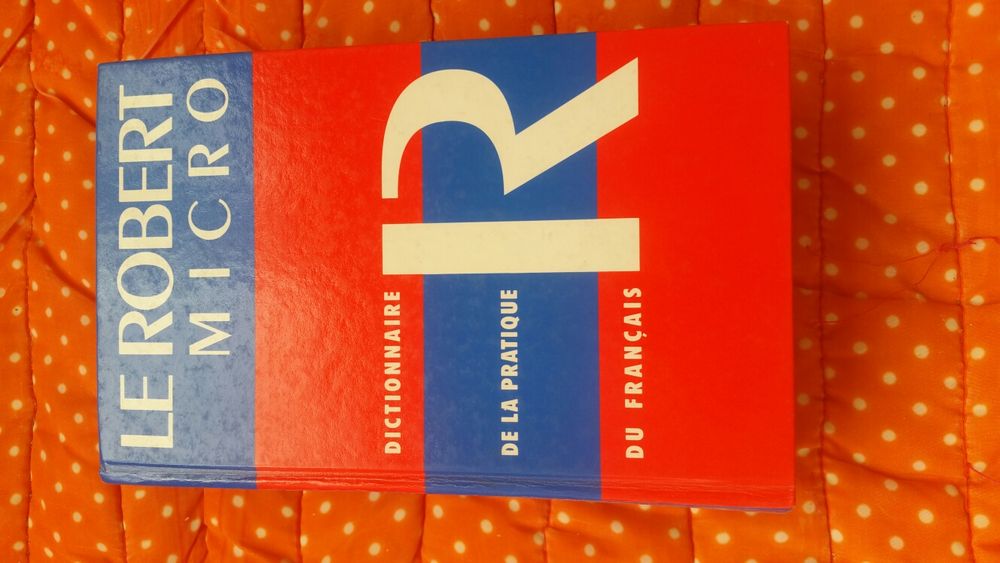 LE ROBERT
MICRO
R
DICTIONNAIRE
DE LA PRATIQUE
DU FRANÇAIS